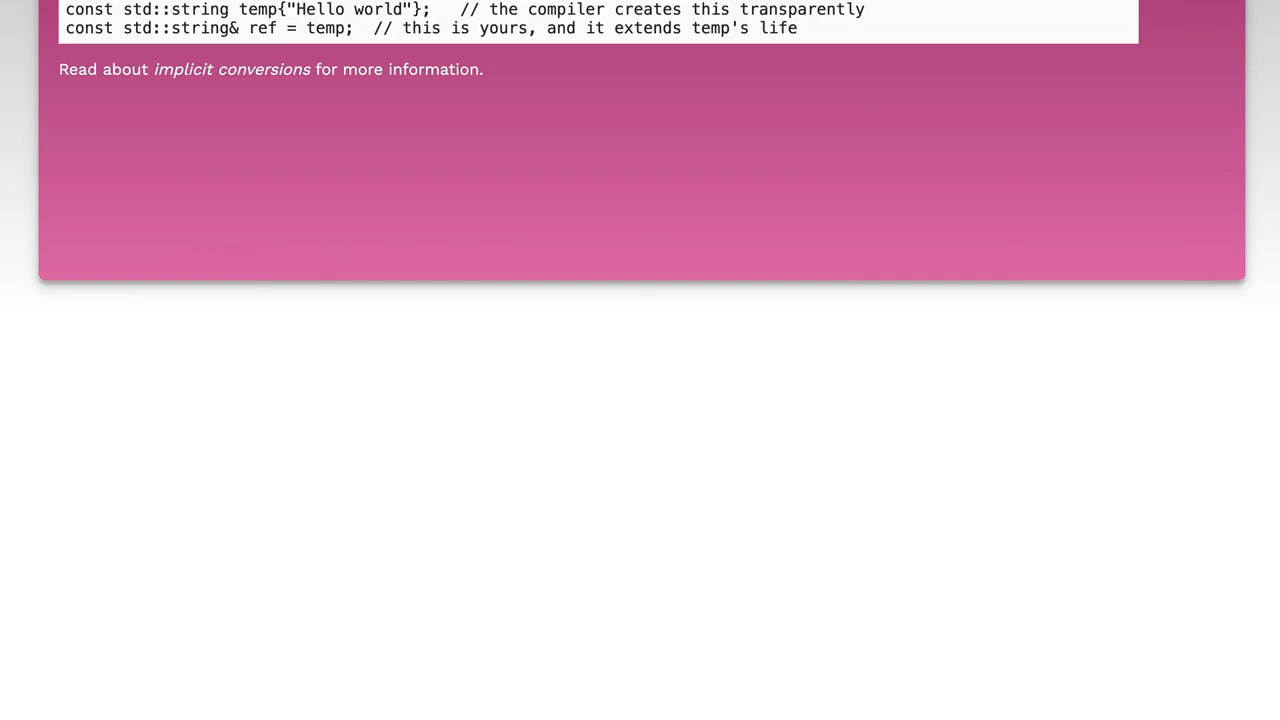 const std::string temp{"Hello world"};   // the compiler creates this transparently
const std::string& ref = temp;  // this is yours, and it extends temp's life
Read about implicit conversions for more information.